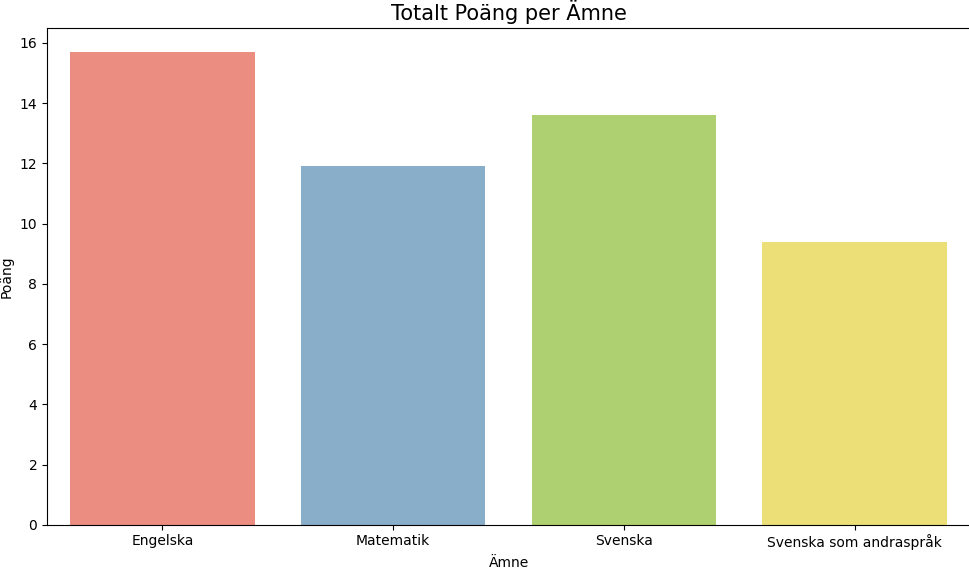 Totalt Poäng per Ämne
16
14
12
10
8
6
4
2
0
Poäng
Engelska
Matematik
Svenska
Svenska som andraspråk
Ämne